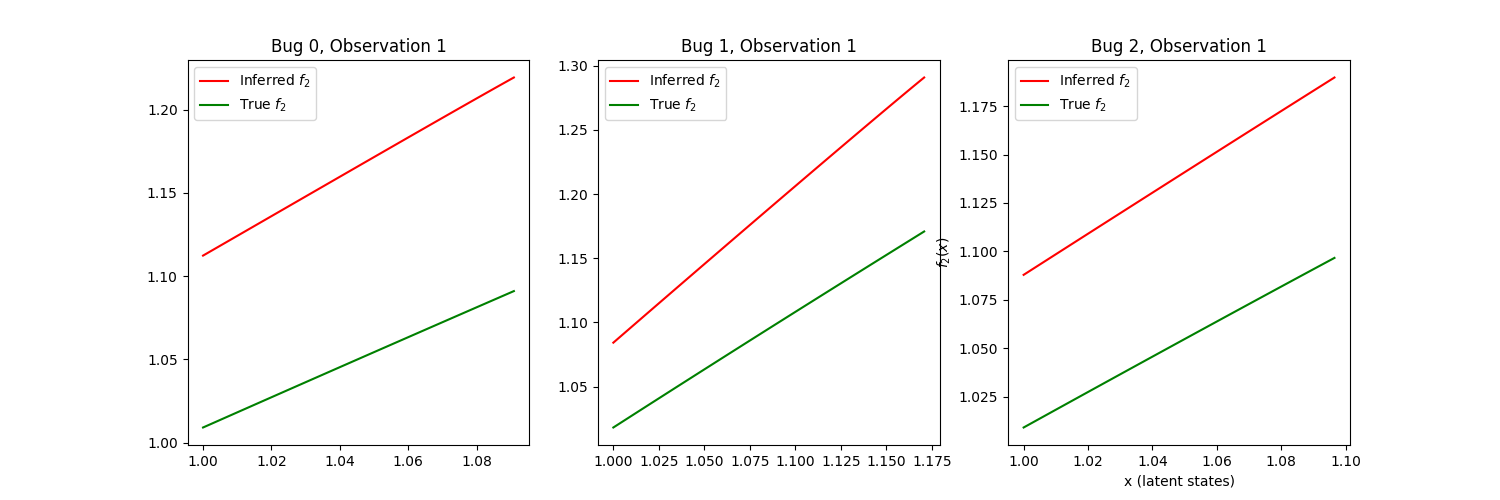 Bug 0, Observation 1
Inferred f₂
True f₂
1.20
1.15
1.10
1.05
1.00
1.00 1.02 1.04 1.06 1.08
Bug 1, Observation 1
Inferred f₂
True f₂
1.30
1.25
1.20
1.15
1.10
1.05
1.000 1.025 1.050 1.075 1.100 1.125 1.150 1.175
Bug 2, Observation 1
Inferred f₂
True f₂
f₂(x)
1.175
1.150
1.125
1.100
1.075
1.050
1.025
1.00 1.02 1.04 1.06 1.08 1.10
x (latent states)